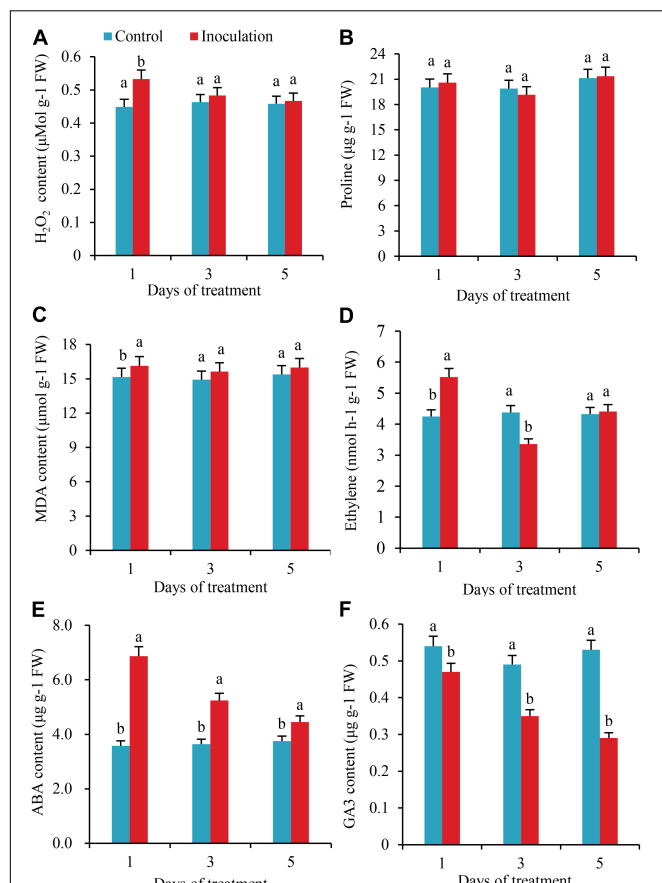 A
Control
Inoculation
H₂O₂ content (µMol g-1 FW)
0.6
0.5
0.4
0.3
0.2
0.1
0
a b a a a a
1 3 5
Days of treatment
B
Proline (µg g-1 FW)
24
21
18
15
12
9
6
3
0
a a a a a a
1 3 5
Days of treatment
C
MDA content (µmol g-1 FW)
18
15
12
9
6
3
0
b a a a a a
1 3 5
Days of treatment
D
Ethylene (nmol h-1 g-1 FW)
7
6
5
4
3
2
1
0
b a a b a a
1 3 5
Days of treatment
E
ABA content (µg g-1 FW)
8.0
6.0
4.0
2.0
0.0
b a b a b a
1 3 5
Days of treatment
F
GA3 content (µg g-1 FW)
0.6
0.5
0.4
0.3
0.2
0.1
0
a b a b a b
1 3 5
Days of treatment